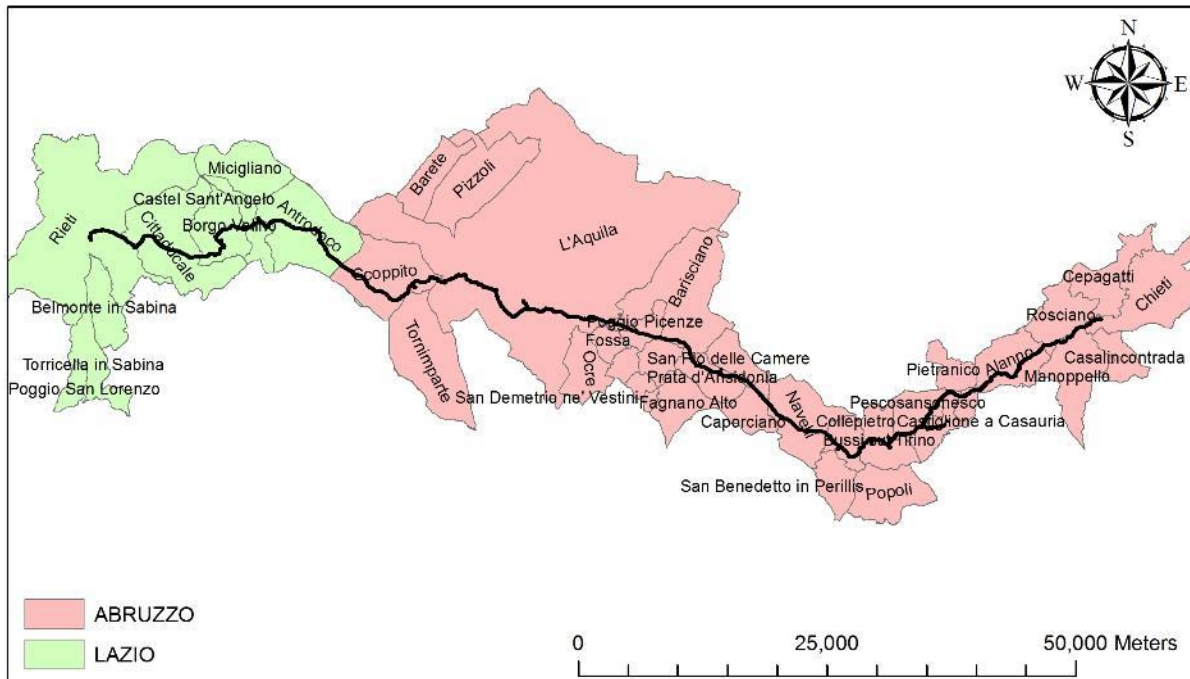 N
W E
S
Micigliano
Barete
Pizzoli
Castel Sant'Angelo
Rieti
Borgo Velino
Antrodoco
Cittaducale
L'Aquila
Barisciano
Scoppito
Cepagatti
Chieti
Belmonte in Sabina
Rosciano
Poggio Picenze
Fossa
Tornimparte
Ocre
San Pio delle Camere
Casalincontrada
Torricella in Sabina
Pietranico
Alanno
Manoppello
Prata d'Ansidonia
Poggio San Lorenzo
San Demetrio ne' Vestini
Fagnano Alto
Pescosansonesco
Caporciano
Navelli
Collepietro
Castiglione a Casauria
Bussi sul Tirino
San Benedetto in Perillis
Popoli
ABRUZZO
LAZIO
0 25,000 50,000 Meters